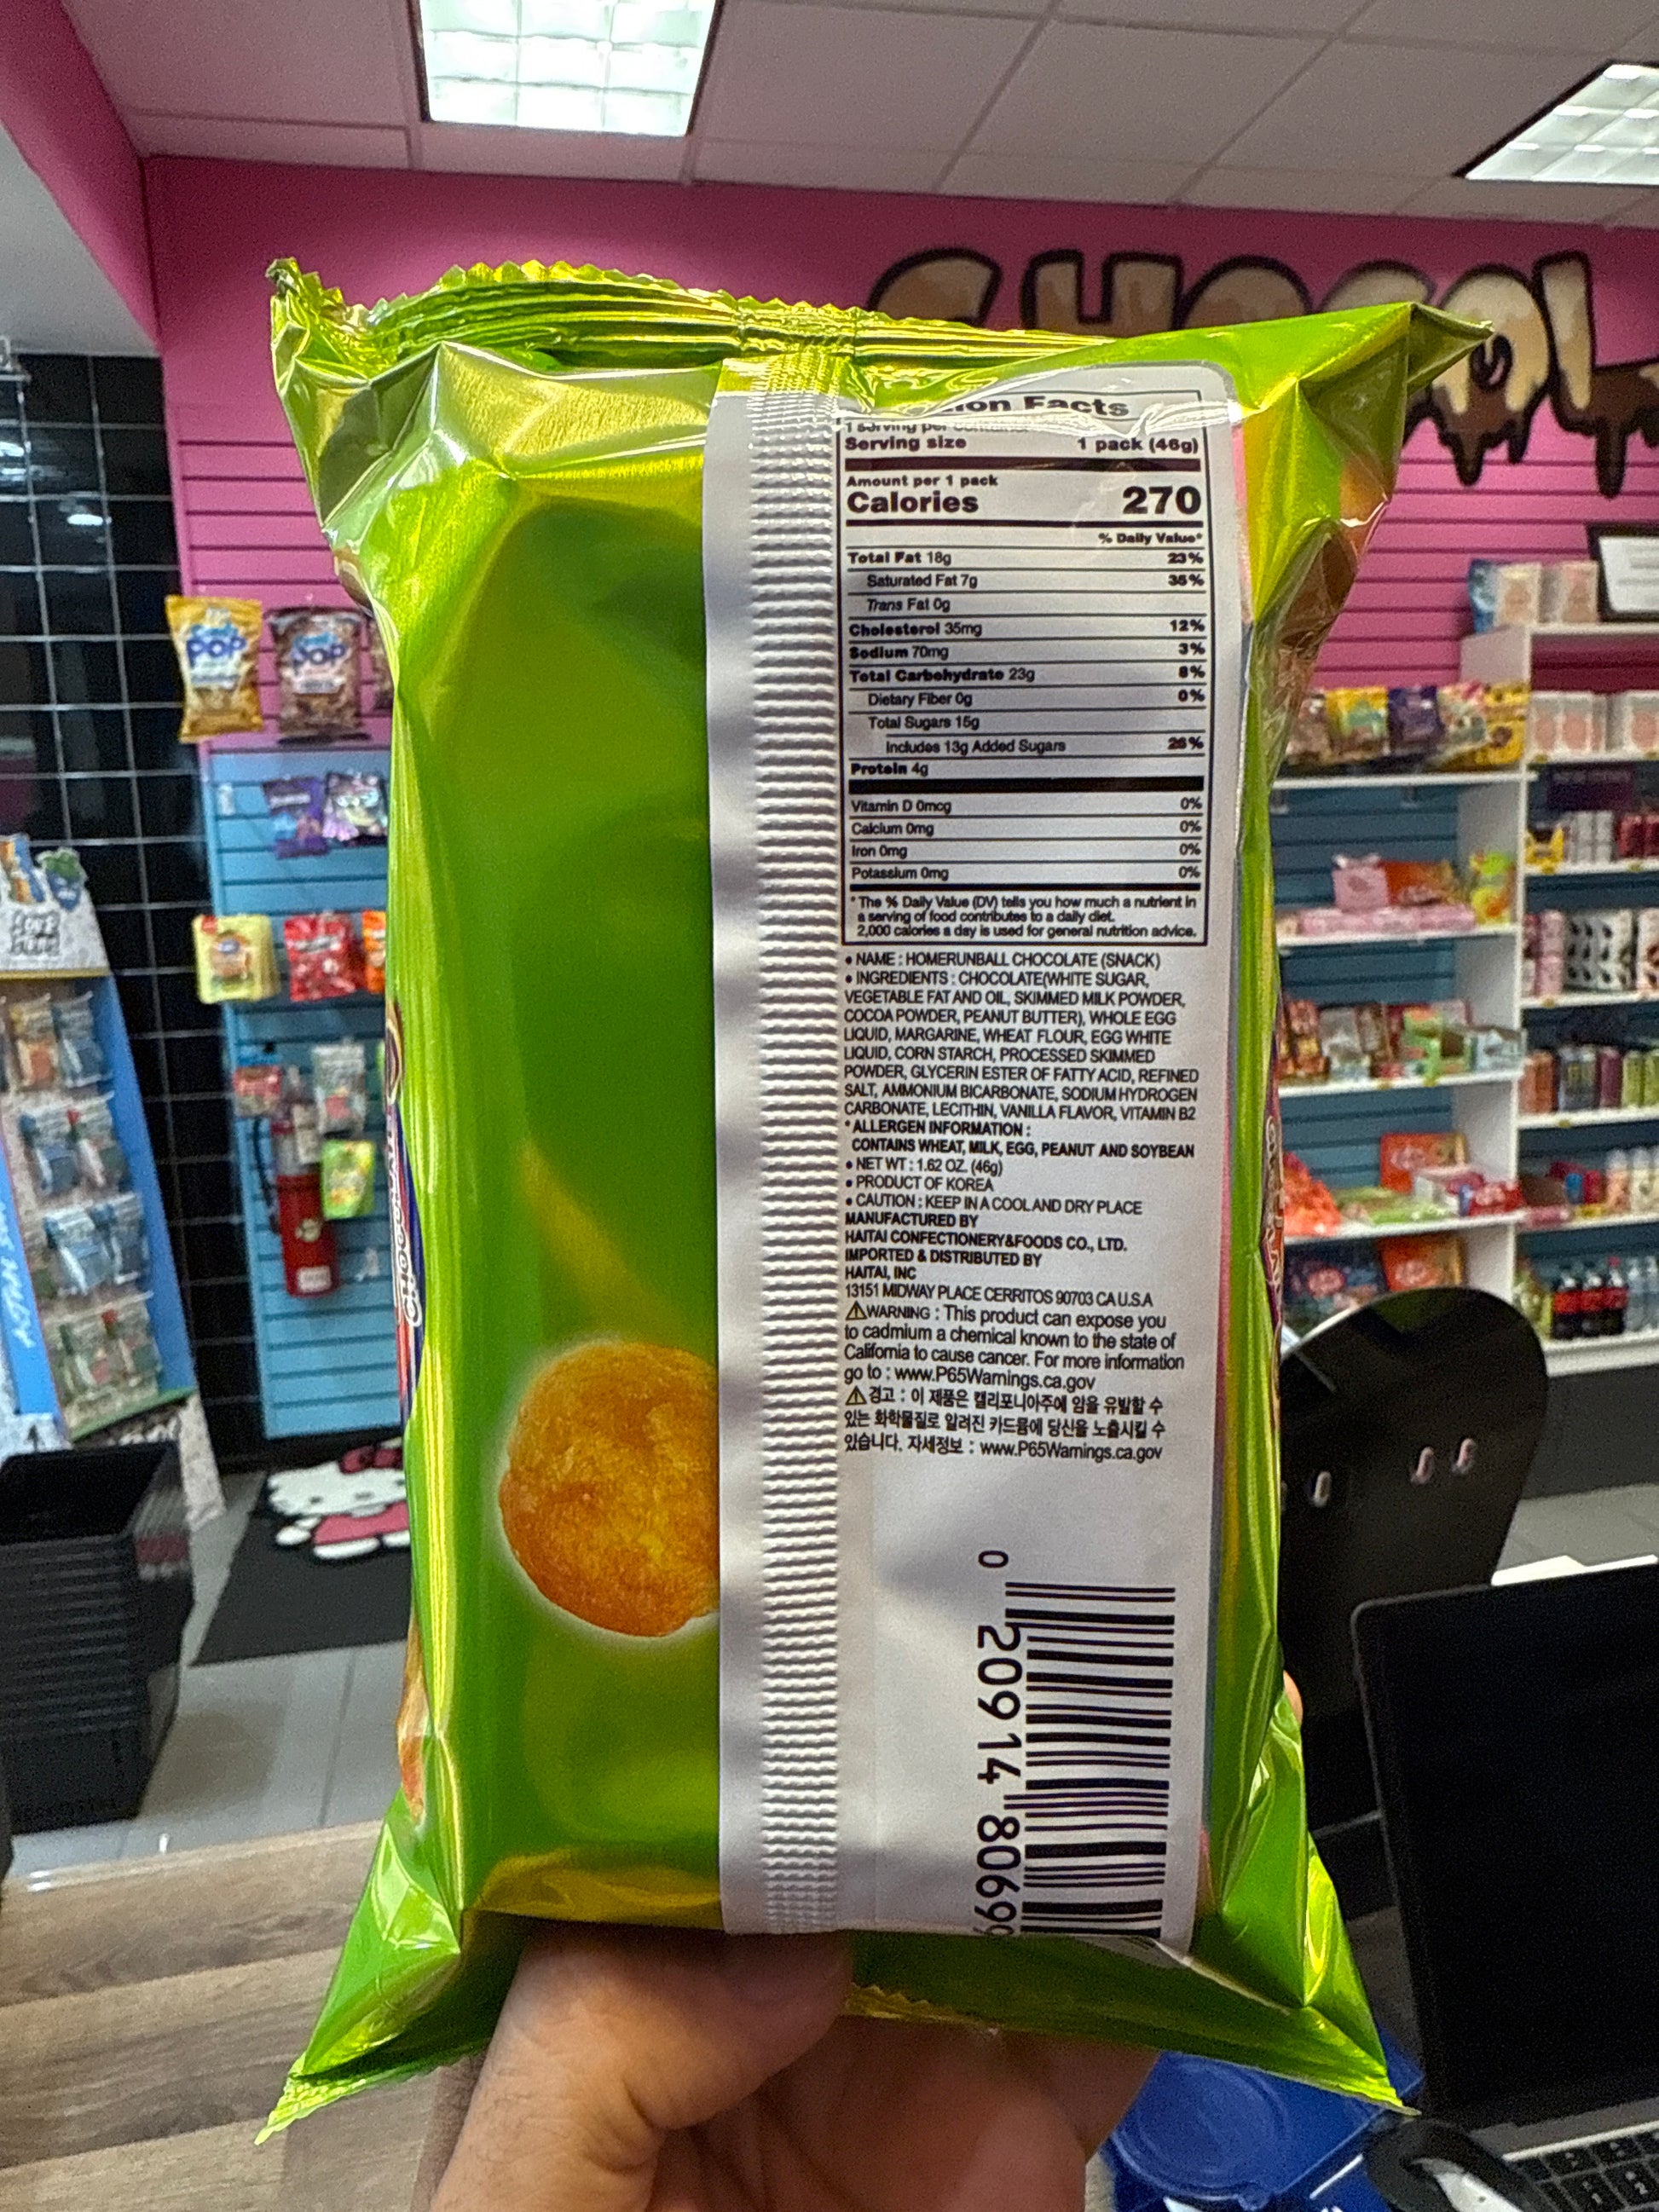 CHOCOL
POP
POP
Facts
1 serving per container
Serving size 1 pack (46g)
Amount per 1 pack
Calories 270
% Daily Value*
Total Fat 18g 23%
Saturated Fat 7g 35%
Trans Fat 0g
Cholesterol 35mg 12%
Sodium 70mg 3%
Total Carbohydrate 23g 8%
Dietary Fiber 0g 0%
Total Sugars 15g
Includes 13g Added Sugars 26%
Protein 4g
Vitamin D 0mcg 0%
Calcium 0mg 0%
Iron 0mg 0%
Potassium 0mg 0%
* The % Daily Value (DV) tells you how much a nutrient in
a serving of food contributes to a daily diet.
2,000 calories a day is used for general nutrition advice.
• NAME : HOMERUNBALL CHOCOLATE (SNACK)
• INGREDIENTS : CHOCOLATE(WHITE SUGAR,
VEGETABLE FAT AND OIL, SKIMMED MILK POWDER,
COCOA POWDER, PEANUT BUTTER), WHOLE EGG
LIQUID, MARGARINE, WHEAT FLOUR, EGG WHITE
LIQUID, CORN STARCH, PROCESSED SKIMMED
POWDER, GLYCERIN ESTER OF FATTY ACID, REFINED
SALT, AMMONIUM BICARBONATE, SODIUM HYDROGEN
CARBONATE, LECITHIN, VANILLA FLAVOR, VITAMIN B2
* ALLERGEN INFORMATION :
CONTAINS WHEAT, MILK, EGG, PEANUT AND SOYBEAN
• NET WT : 1.62 OZ. (46g)
• PRODUCT OF KOREA
• CAUTION : KEEP IN A COOL AND DRY PLACE
MANUFACTURED BY
HAITAI CONFECTIONERY&FOODS CO., LTD.
IMPORTED & DISTRIBUTED BY
HAITAI, INC
13151 MIDWAY PLACE CERRITOS 90703 CA U.S.A
⚠WARNING : This product can expose you
to cadmium a chemical known to the state of
California to cause cancer. For more information
go to : www.P65Warnings.ca.gov
⚠경고 : 이 제품은 캘리포니아주에 암을 유발할 수
있는 화학물질로 알려진 카드뮴에 당신을 노출시킬 수
있습니다. 자세정보 : www.P65Warnings.ca.gov
0 20914 8069